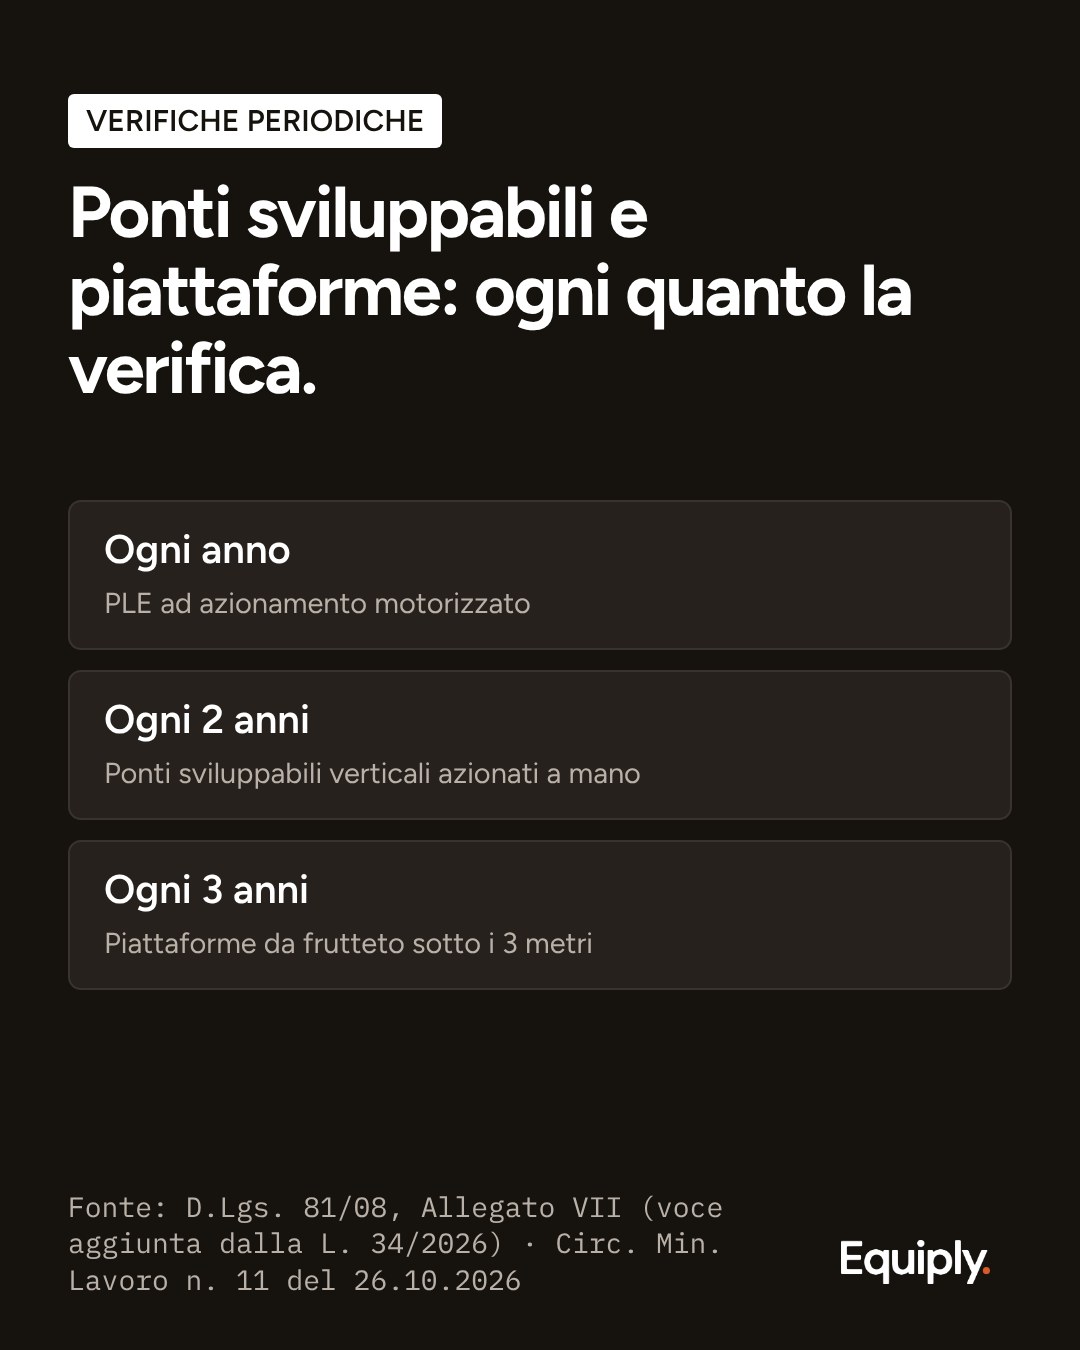 VERIFICHE PERIODICHE
Ponti sviluppabili e
piattaforme: ogni quanto la
verifica.
Ogni anno
PLE ad azionamento motorizzato
Ogni 2 anni
Ponti sviluppabili verticali azionati a mano
Ogni 3 anni
Piattaforme da frutteto sotto i 3 metri
Fonte: D.Lgs. 81/08, Allegato VII (voce
aggiunta dalla L. 34/2026) · Circ. Min.
Lavoro n. 11 del 26.10.2026
Equiply.